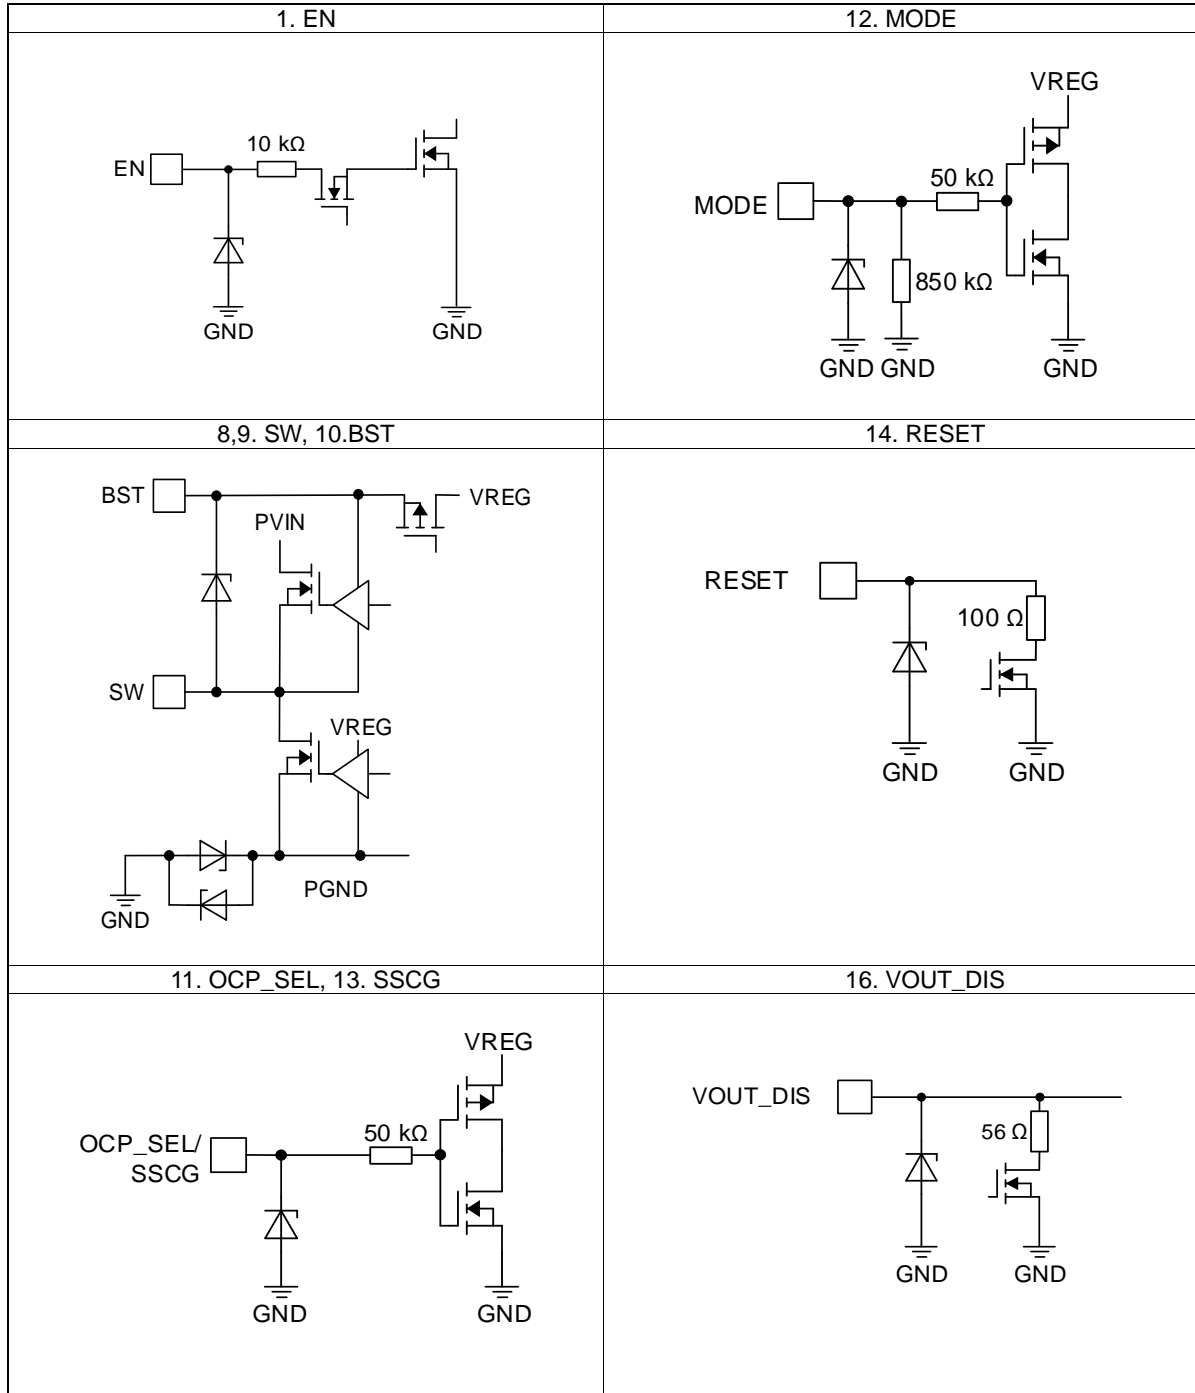 1. EN
12. MODE
EN
10 kΩ
GND
GND
VREG
MODE
50 kΩ
850 kΩ
GND
GND
GND
8,9. SW, 10.BST
14. RESET
BST
VREG
PVIN
SW
VREG
PGND
GND
RESET
100 Ω
GND
GND
11. OCP_SEL, 13. SSCG
16. VOUT_DIS
VREG
OCP_SEL/
SSCG
50 kΩ
GND
GND
VOUT_DIS
56 Ω
GND
GND